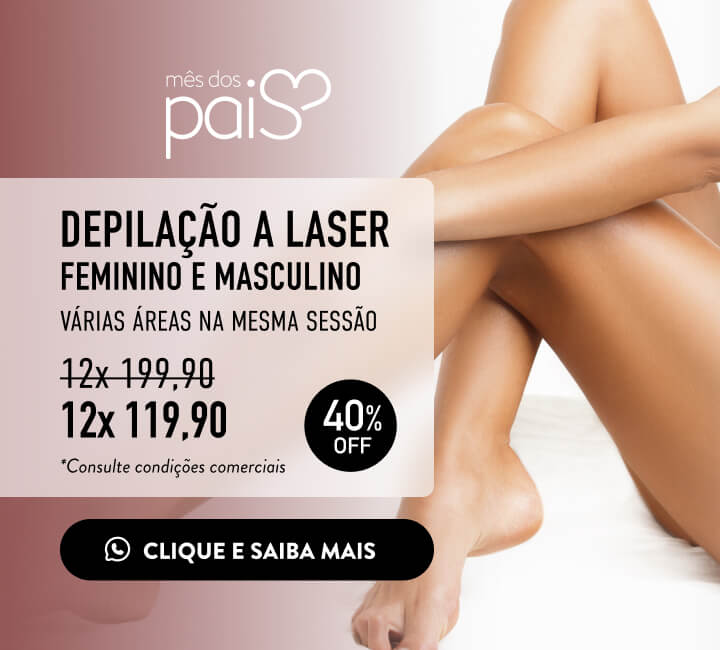 mês dos
pais
DEPILAÇÃO A LASER
FEMININO E MASCULINO
VÁRIAS ÁREAS NA MESMA SESSÃO
12x 199,90
12x 119,90
40%
OFF
*Consulte condições comerciais
CLIQUE E SAIBA MAIS